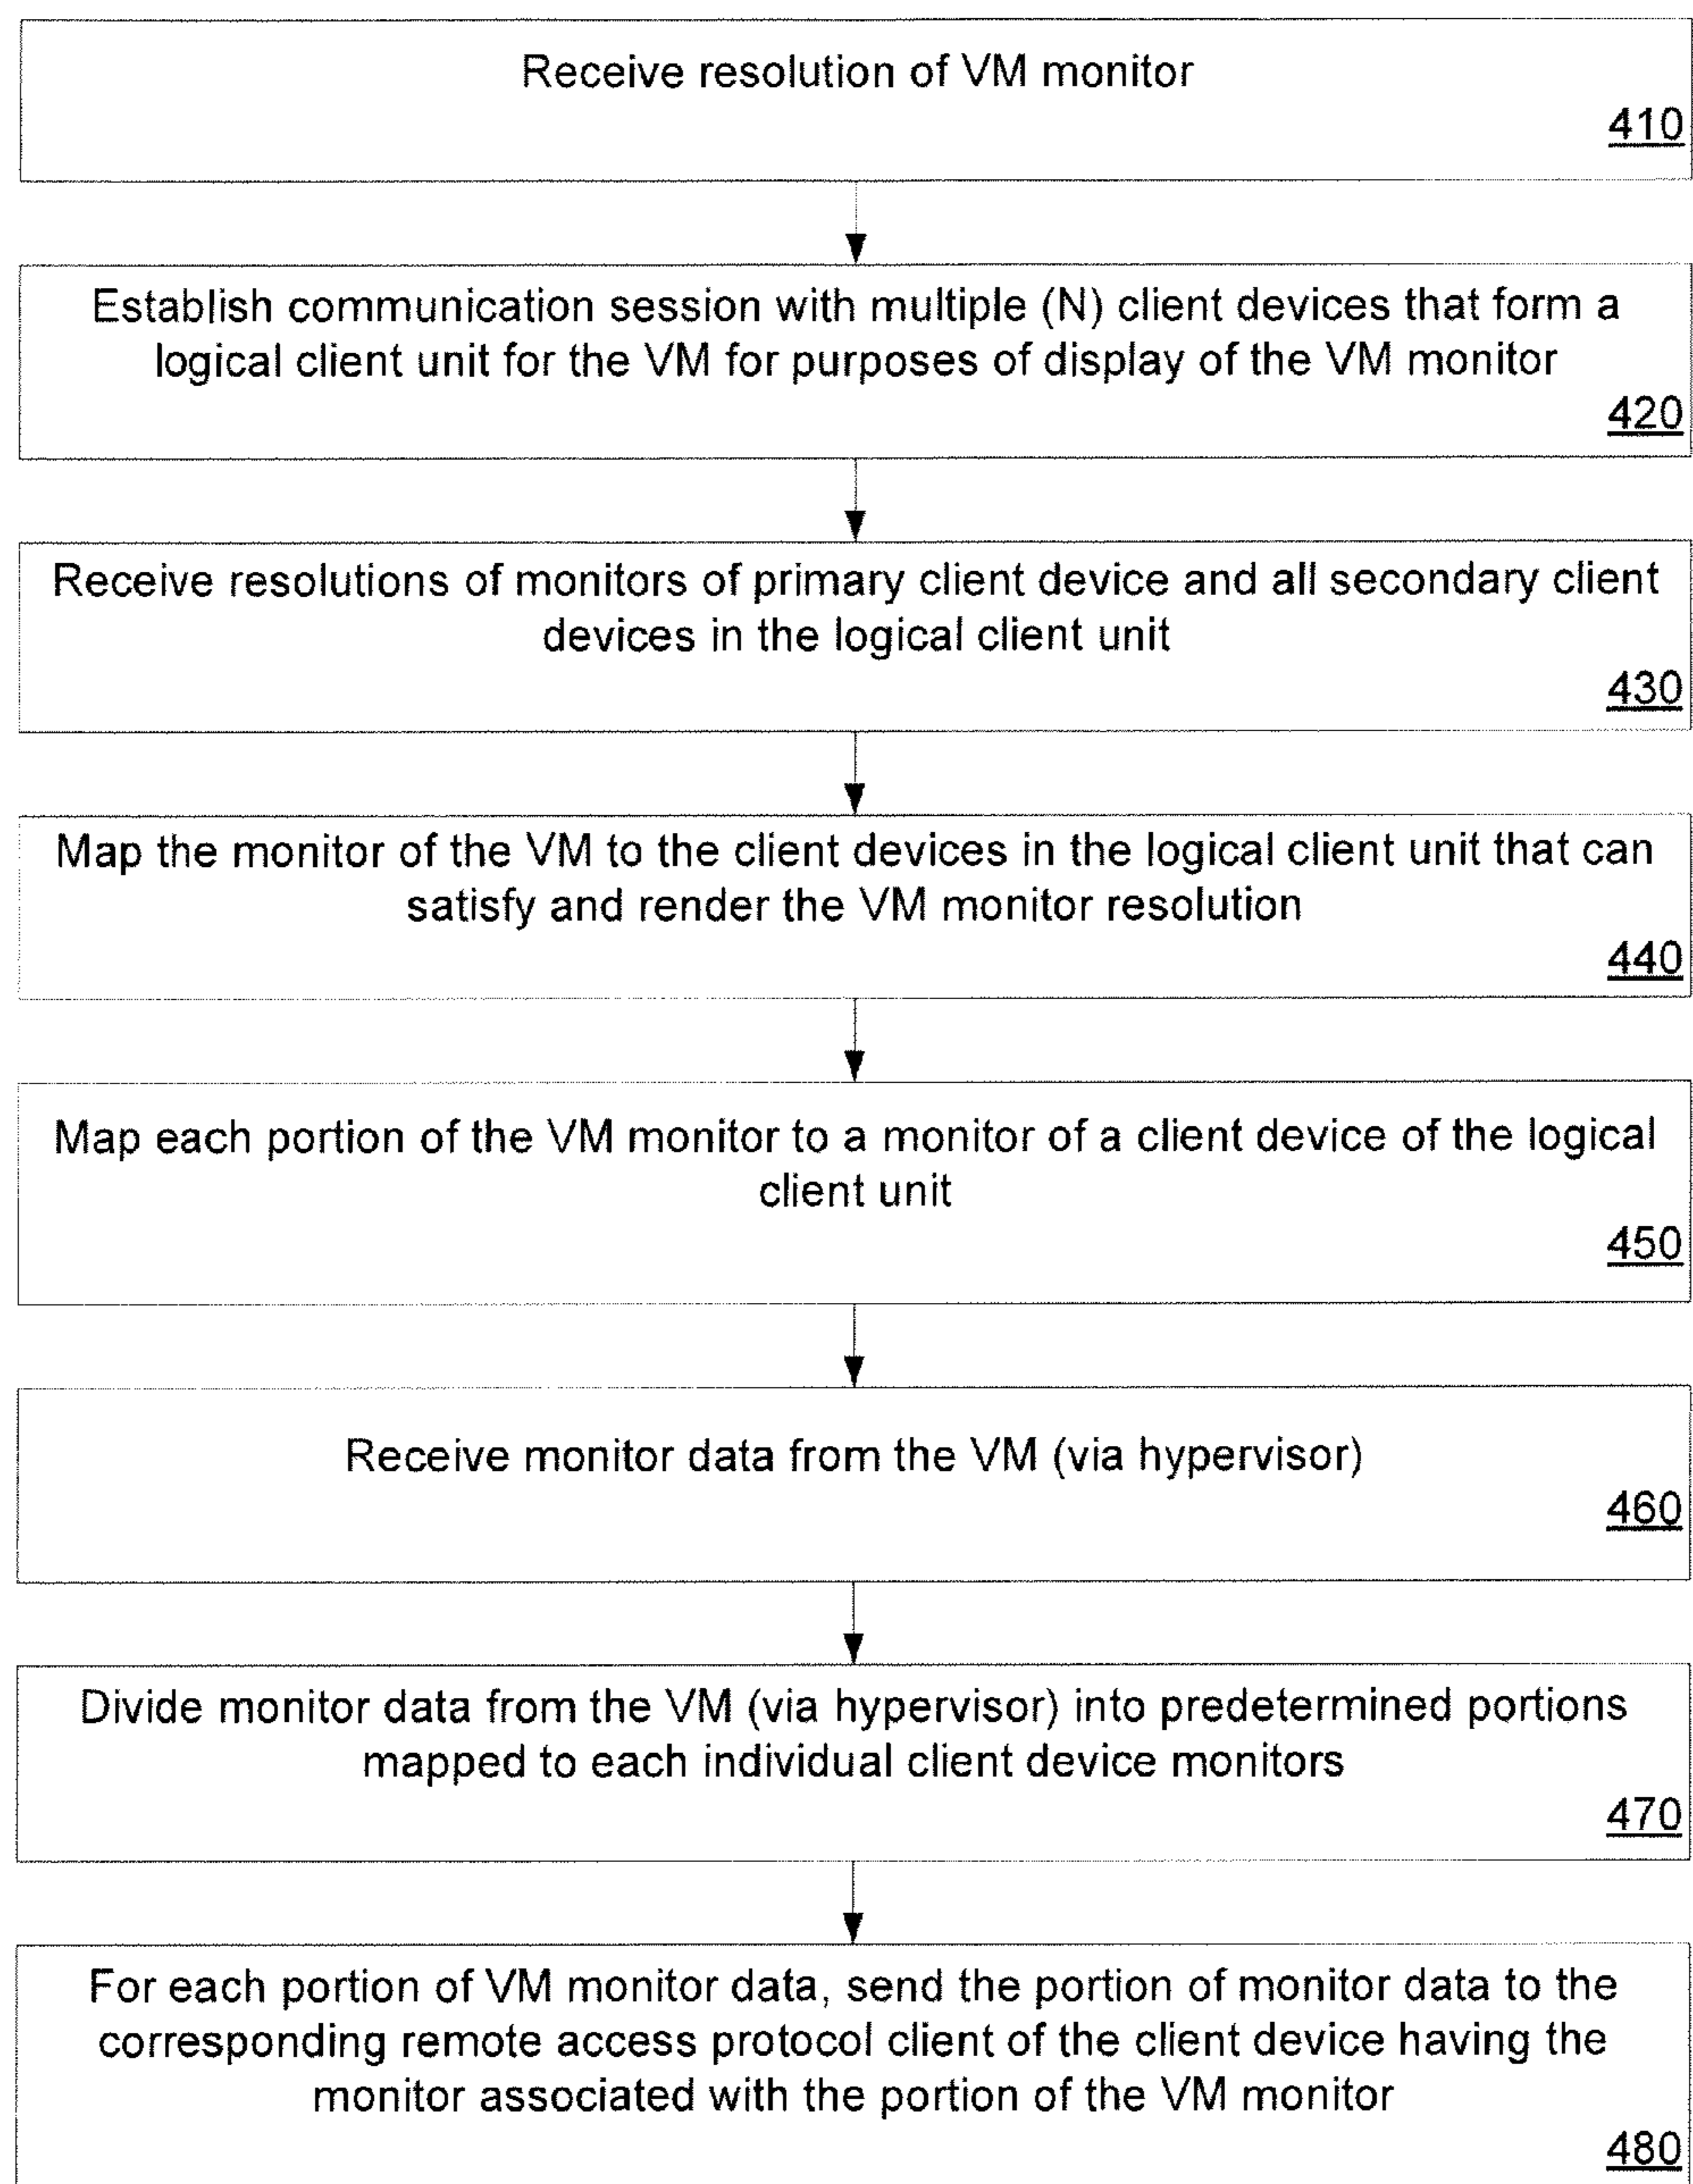 Receive resolution of VM monitor
410
Establish communication session with multiple (N) client devices that form a
logical client unit for the VM for purposes of display of the VM monitor
420
Receive resolutions of monitors of primary client device and all secondary client
devices in the logical client unit
430
Map the monitor of the VM to the client devices in the logical client unit that can
satisfy and render the VM monitor resolution
440
Map each portion of the VM monitor to a monitor of a client device of the logical
client unit
450
Receive monitor data from the VM (via hypervisor)
460
Divide monitor data from the VM (via hypervisor) into predetermined portions
mapped to each individual client device monitors
470
For each portion of VM monitor data, send the portion of monitor data to the
corresponding remote access protocol client of the client device having the
monitor associated with the portion of the VM monitor
480